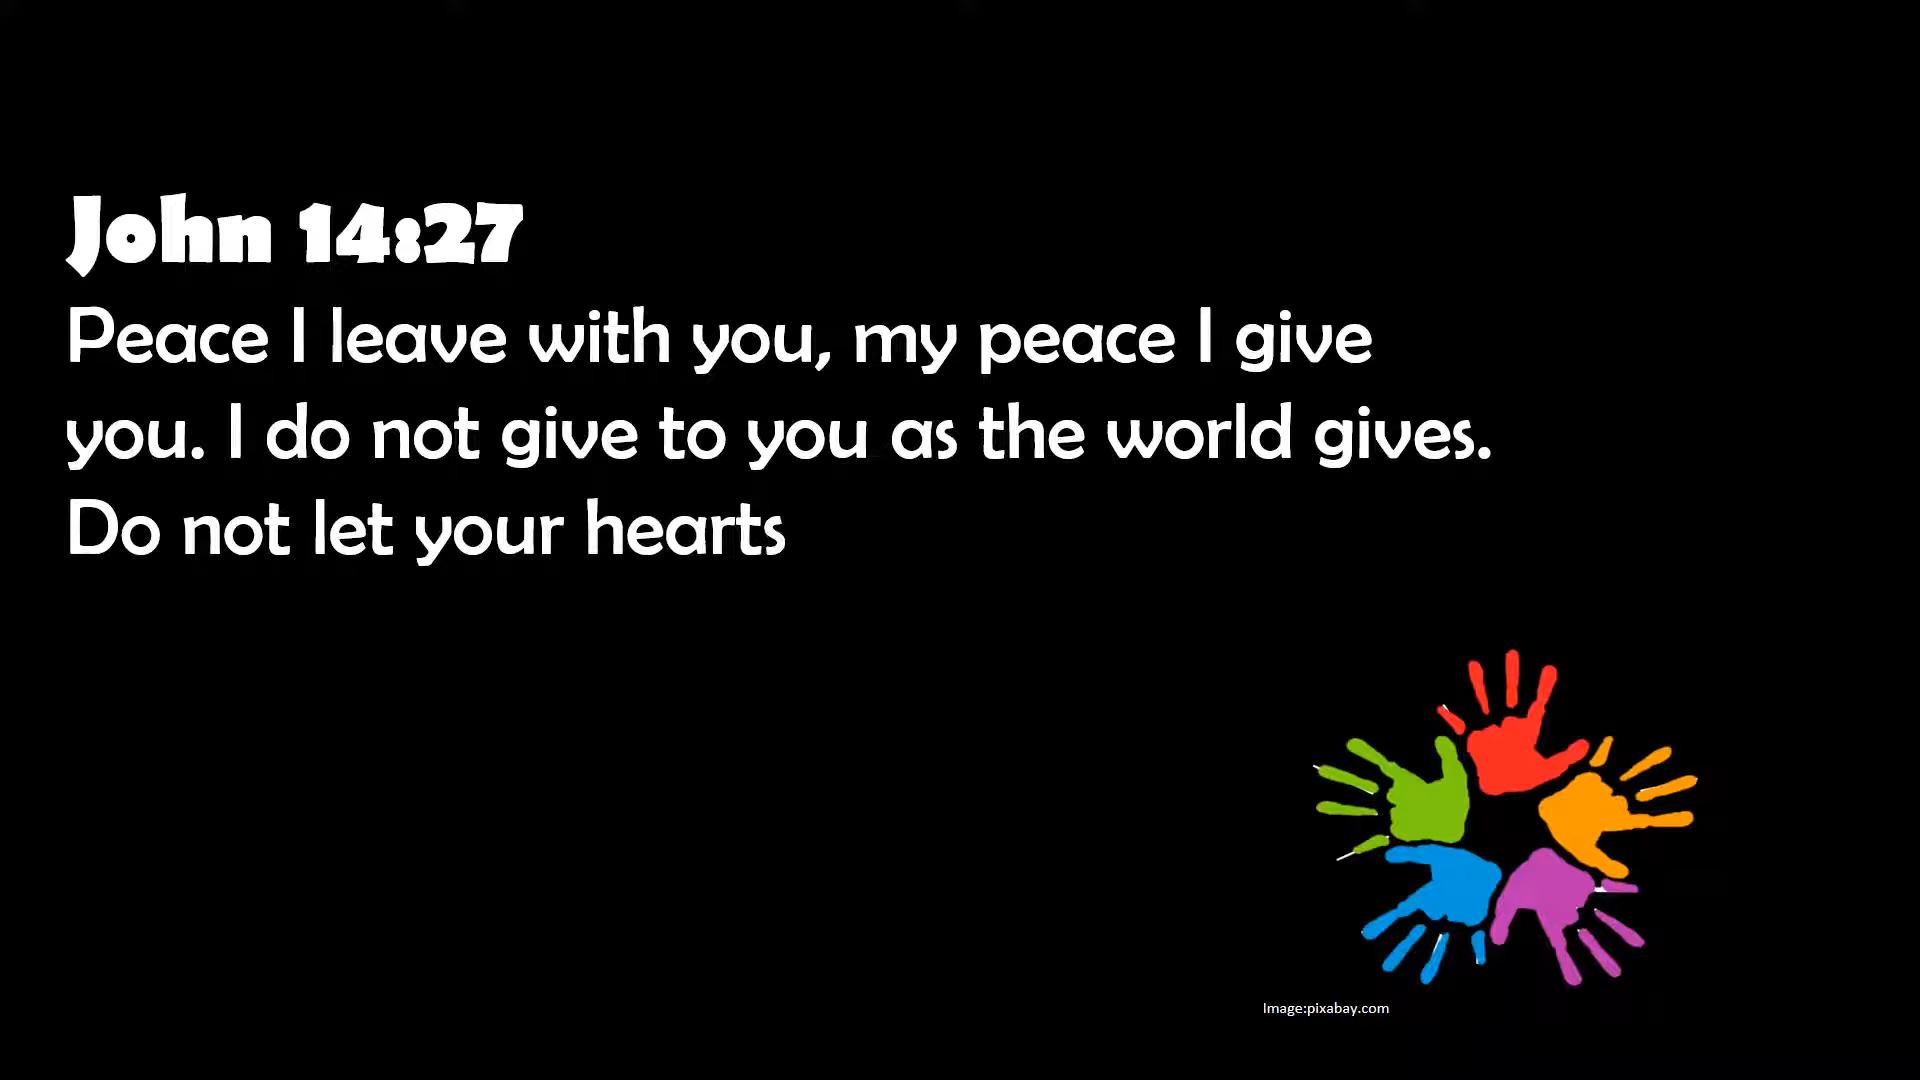 John 14:27
Peace I leave with you, my peace I give
you. I do not give to you as the world gives.
Do not let your hearts
Image:pixabay.com